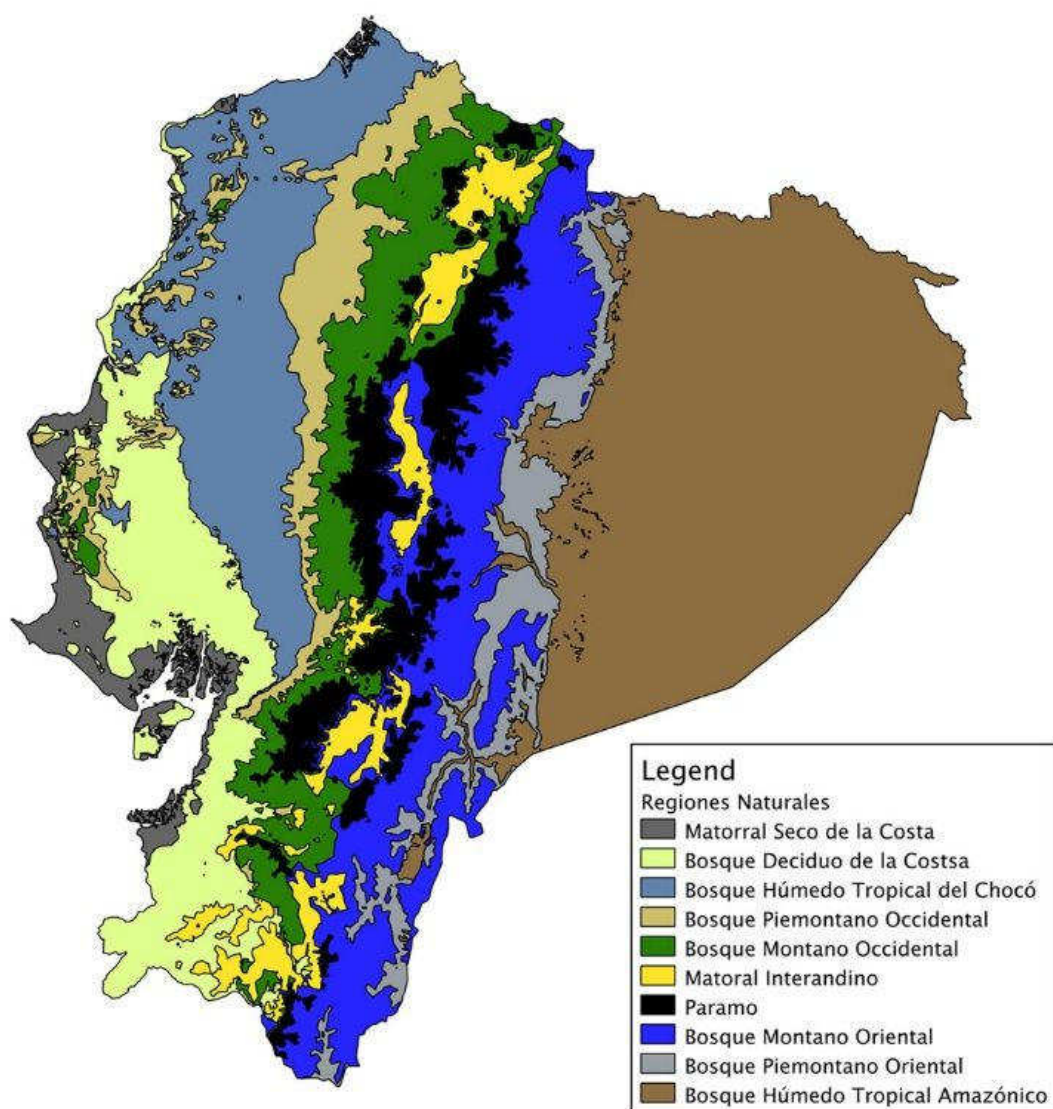 Legend
Regiones Naturales
Matorral Seco de la Costa
Bosque Deciduo de la Costsa
Bosque Húmedo Tropical del Chocó
Bosque Piemontano Occidental
Bosque Montano Occidental
Matoral Interandino
Paramo
Bosque Montano Oriental
Bosque Piemontano Oriental
Bosque Húmedo Tropical Amazónico